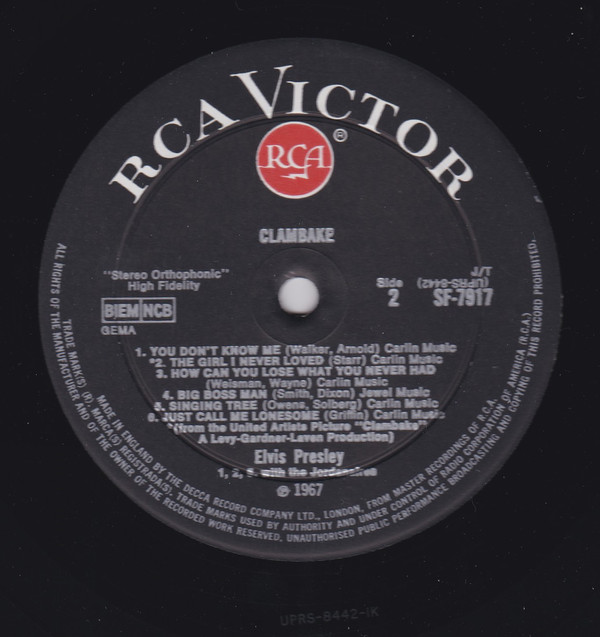 RCA VICTOR
RCA
®
CLAMBAKE
"Stereo Orthophonic"
High Fidelity
BIEM NCB
GEMA
J/T
(UPRS-8442)
Side
2
SF-7917
1. YOU DON'T KNOW ME (Walker, Arnold) Carlin Music
*2. THE GIRL I NEVER LOVED (Starr) Carlin Music
3. HOW CAN YOU LOSE WHAT YOU NEVER HAD
(Weisman, Wayne) Carlin Music
4. BIG BOSS MAN (Smith, Dixon) Jewel Music
5. SINGING TREE (Owens, Solberg) Carlin Music
6. JUST CALL ME LONESOME (Griffin) Carlin Music
*(from the United Artists Picture "Clambake"
A Levy-Gardner-Laven Production)
Elvis Presley
with the Jordanaires
℗ 1967
ALL RIGHTS OF THE MANUFACTURER AND OF THE OWNER OF THE RECORDED WORK RESERVED. UNAUTHORISED PUBLIC PERFORMANCE, BROADCASTING AND COPYING OF THIS RECORD PROHIBITED.
TRADE MARK(S) (R) MARCA(S) REGISTRADA(S). TRADE MARKS USED BY AUTHORITY AND UNDER CONTROL OF RADIO CORPORATION OF AMERICA (R.C.A.)
MADE IN ENGLAND BY THE DECCA RECORD COMPANY LTD., LONDON, FROM MASTER RECORDINGS OF R.C.A.
UPRS-8442-1K